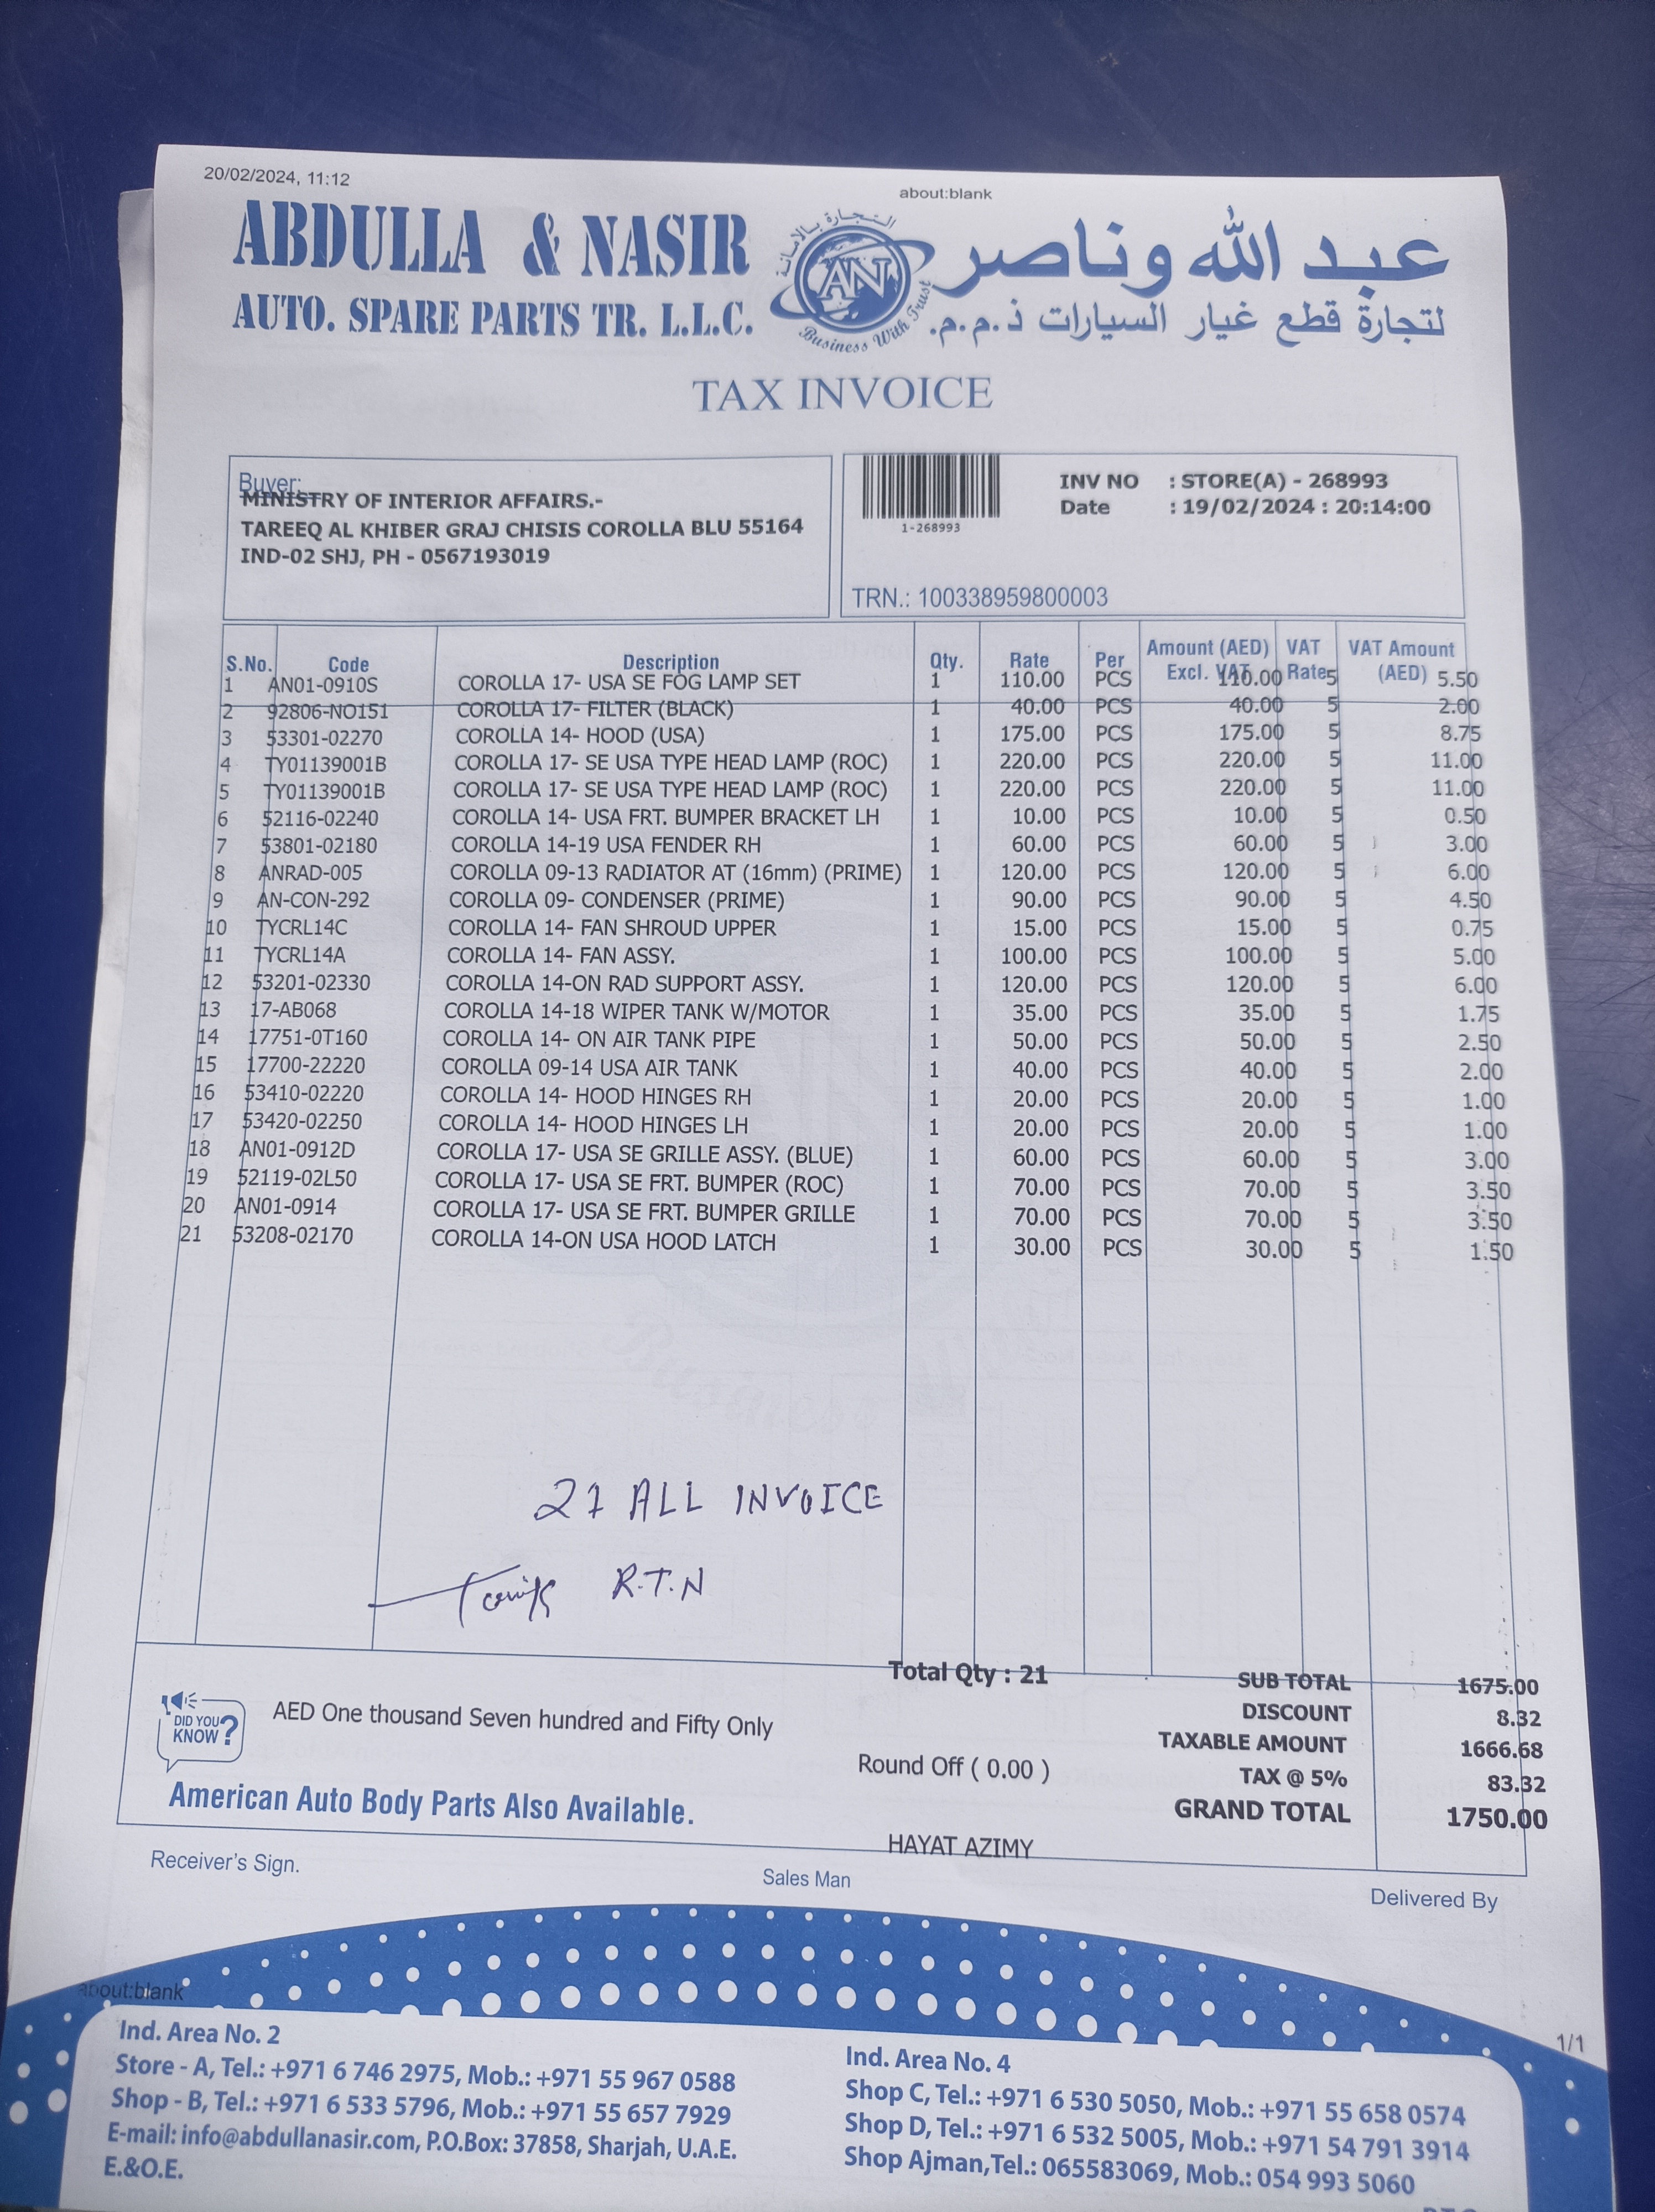 20/02/2024, 11:12
about:blank
ABDULLA & NASIR
AUTO. SPARE PARTS TR. L.L.C.
التجارة بالامانة
AN
Business With Trust
عبد الله وناصر
لتجارة قطع غيار السيارات ذ.م.م.
TAX INVOICE
Buyer:
MINISTRY OF INTERIOR AFFAIRS.-
TAREEQ AL KHIBER GRAJ CHISIS COROLLA BLU 55164
IND-02 SHJ, PH - 0567193019
1-268993
INV NO : STORE(A) - 268993
Date : 19/02/2024 : 20:14:00
TRN.: 100338959800003
S.No. Code Description Qty. Rate Per Amount (AED) Excl. VAT VAT Rate VAT Amount (AED)
1 AN01-0910S COROLLA 17- USA SE FOG LAMP SET 1 110.00 PCS 110.00 5 5.50
2 92806-NO151 COROLLA 17- FILTER (BLACK) 1 40.00 PCS 40.00 5 2.00
3 53301-02270 COROLLA 14- HOOD (USA) 1 175.00 PCS 175.00 5 8.75
4 TY01139001B COROLLA 17- SE USA TYPE HEAD LAMP (ROC) 1 220.00 PCS 220.00 5 11.00
5 TY01139001B COROLLA 17- SE USA TYPE HEAD LAMP (ROC) 1 220.00 PCS 220.00 5 11.00
6 52116-02240 COROLLA 14- USA FRT. BUMPER BRACKET LH 1 10.00 PCS 10.00 5 0.50
7 53801-02180 COROLLA 14-19 USA FENDER RH 1 60.00 PCS 60.00 5 3.00
8 ANRAD-005 COROLLA 09-13 RADIATOR AT (16mm) (PRIME) 1 120.00 PCS 120.00 5 6.00
9 AN-CON-292 COROLLA 09- CONDENSER (PRIME) 1 90.00 PCS 90.00 5 4.50
10 TYCRL14C COROLLA 14- FAN SHROUD UPPER 1 15.00 PCS 15.00 5 0.75
11 TYCRL14A COROLLA 14- FAN ASSY. 1 100.00 PCS 100.00 5 5.00
12 53201-02330 COROLLA 14-ON RAD SUPPORT ASSY. 1 120.00 PCS 120.00 5 6.00
13 17-AB068 COROLLA 14-18 WIPER TANK W/MOTOR 1 35.00 PCS 35.00 5 1.75
14 17751-0T160 COROLLA 14- ON AIR TANK PIPE 1 50.00 PCS 50.00 5 2.50
15 17700-22220 COROLLA 09-14 USA AIR TANK 1 40.00 PCS 40.00 5 2.00
16 53410-02220 COROLLA 14- HOOD HINGES RH 1 20.00 PCS 20.00 5 1.00
17 53420-02250 COROLLA 14- HOOD HINGES LH 1 20.00 PCS 20.00 5 1.00
18 AN01-0912D COROLLA 17- USA SE GRILLE ASSY. (BLUE) 1 60.00 PCS 60.00 5 3.00
19 52119-02L50 COROLLA 17- USA SE FRT. BUMPER (ROC) 1 70.00 PCS 70.00 5 3.50
20 AN01-0914 COROLLA 17- USA SE FRT. BUMPER GRILLE 1 70.00 PCS 70.00 5 3.50
21 53208-02170 COROLLA 14-ON USA HOOD LATCH 1 30.00 PCS 30.00 5 1.50
21 ALL INVOICE
R.T.N
Total Qty : 21
SUB TOTAL 1675.00
DISCOUNT 8.32
TAXABLE AMOUNT 1666.68
TAX @ 5% 83.32
GRAND TOTAL 1750.00
DID YOU KNOW?
AED One thousand Seven hundred and Fifty Only
Round Off ( 0.00 )
American Auto Body Parts Also Available.
HAYAT AZIMY
Receiver's Sign.
Sales Man
Delivered By
about:blank
1/1
Ind. Area No. 2
Store - A, Tel.: +971 6 746 2975, Mob.: +971 55 967 0588
Shop - B, Tel.: +971 6 533 5796, Mob.: +971 55 657 7929
E-mail: info@abdullanasir.com, P.O.Box: 37858, Sharjah, U.A.E.
E.&O.E.
Ind. Area No. 4
Shop C, Tel.: +971 6 530 5050, Mob.: +971 55 658 0574
Shop D, Tel.: +971 6 532 5005, Mob.: +971 54 791 3914
Shop Ajman,Tel.: 065583069, Mob.: 054 993 5060